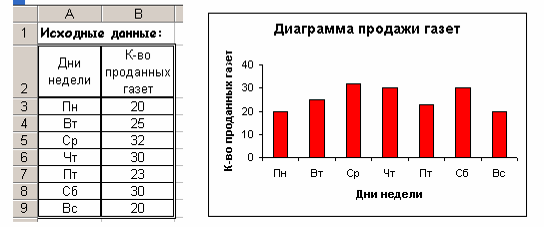 A B
1 Исходные данные:
2 Дни недели К-во проданных газет
3 Пн 20
4 Вт 25
5 Ср 32
6 Чт 30
7 Пт 23
8 Сб 30
9 Вс 20
Диаграмма продажи газет
К-во проданных газет
40
30
20
10
0
Пн Вт Ср Чт Пт Сб Вс
Дни недели